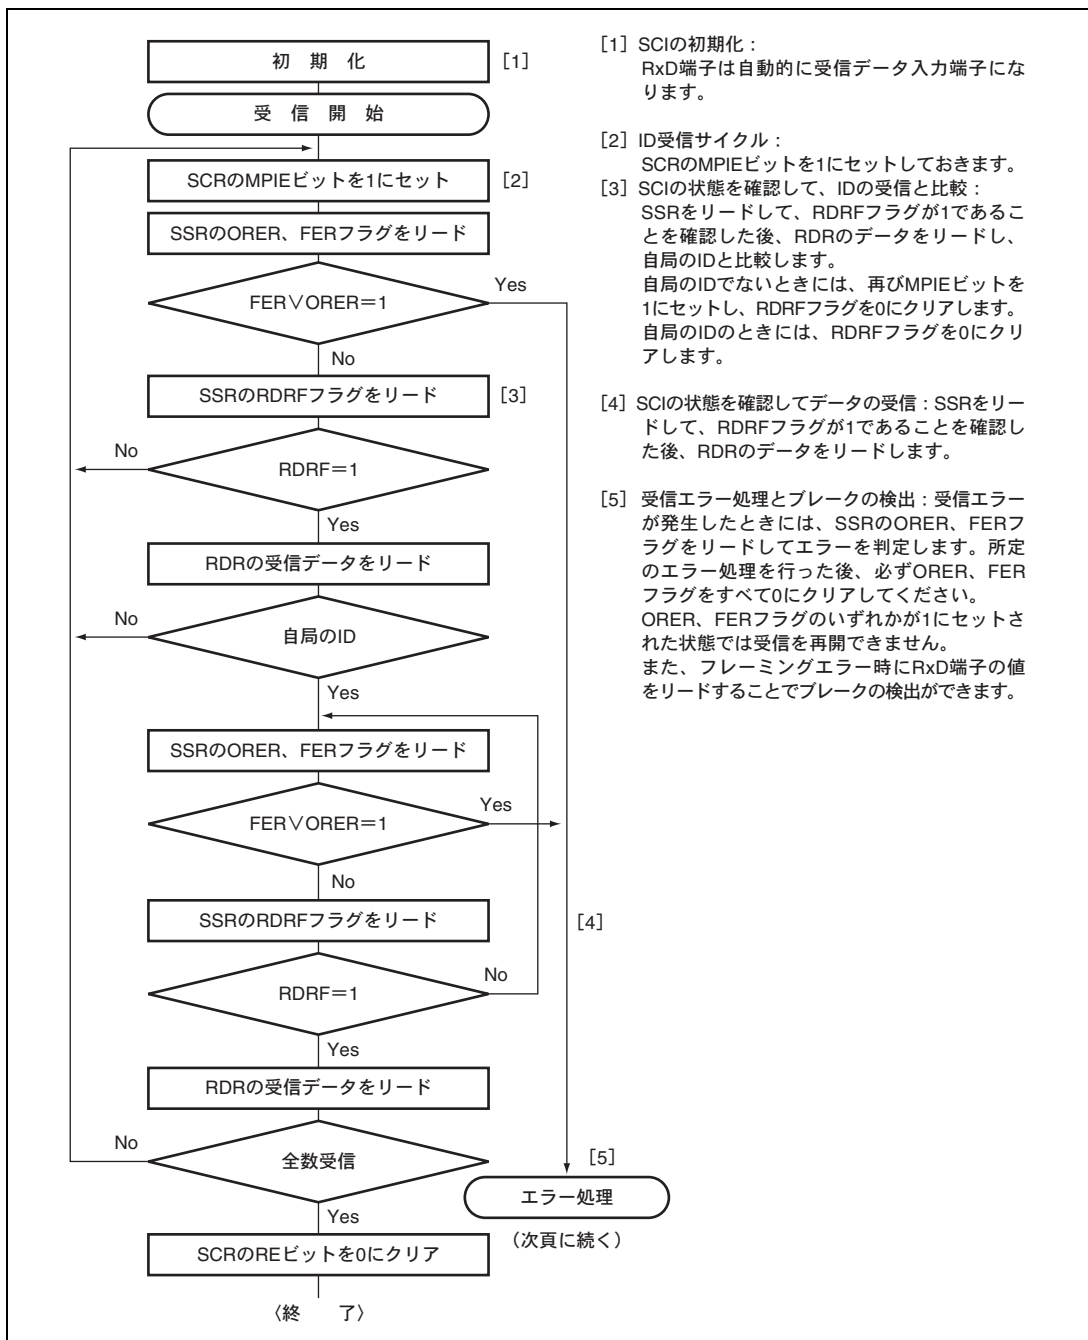 初　期　化
[1]
受　信　開　始
SCRのMPIEビットを1にセット
[2]
SSRのORER、FERフラグをリード
FER∨ORER＝1
Yes
No
SSRのRDRFフラグをリード
[3]
No
RDRF＝1
Yes
RDRの受信データをリード
No
自局のID
Yes
SSRのORER、FERフラグをリード
Yes
FER∨ORER＝1
No
SSRのRDRFフラグをリード
[4]
No
RDRF＝1
Yes
RDRの受信データをリード
No
全数受信
[5]
エラー処理
Yes
（次頁に続く）
SCRのREビットを0にクリア
〈終　　了〉
[1] SCIの初期化：
RxD端子は自動的に受信データ入力端子にな
ります。
[2] ID受信サイクル：
SCRのMPIEビットを1にセットしておきます。
[3] SCIの状態を確認して、IDの受信と比較：
SSRをリードして、RDRFフラグが1であるこ
とを確認した後、RDRのデータをリードし、
自局のIDと比較します。
自局のIDでないときには、再びMPIEビットを
1にセットし、RDRFフラグを0にクリアします。
自局のIDのときには、RDRFフラグを0にクリ
アします。
[4] SCIの状態を確認してデータの受信：SSRをリー
ドして、RDRFフラグが1であることを確認し
た後、RDRのデータをリードします。
[5] 受信エラー処理とブレークの検出：受信エラー
が発生したときには、SSRのORER、FERフ
ラグをリードしてエラーを判定します。所定
のエラー処理を行った後、必ずORER、FER
フラグをすべて0にクリアしてください。
ORER、FERフラグのいずれかが1にセットさ
れた状態では受信を再開できません。
また、フレーミングエラー時にRxD端子の値
をリードすることでブレークの検出ができます。